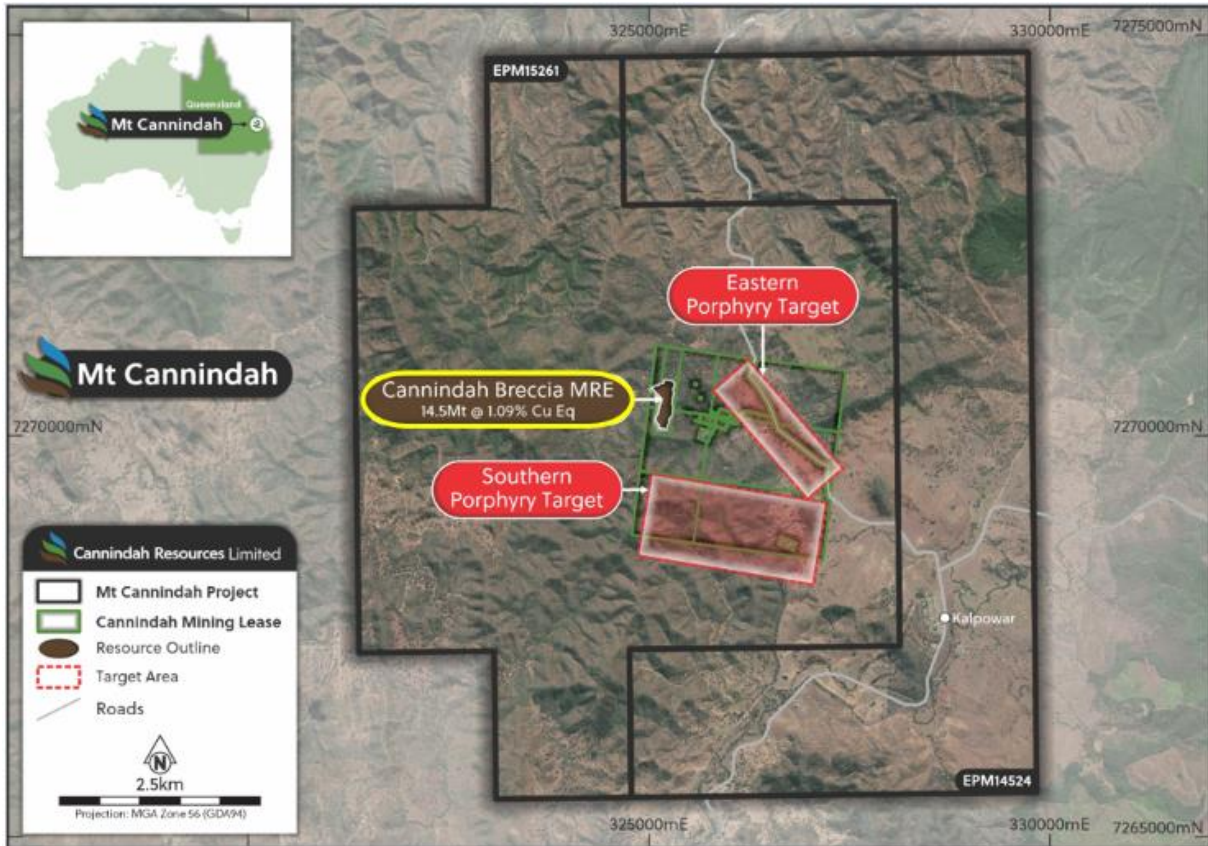 325000mE
330000mE
7275000mN
EPM15261
Queensland
Mt Cannindah
Eastern
Porphyry Target
Mt Cannindah
Cannindah Breccia MRE
14.5Mt @ 1.09% Cu Eq
7270000mN
7270000mN
Southern
Porphyry Target
Cannindah Resources Limited
Mt Cannindah Project
Cannindah Mining Lease
Resource Outline
Target Area
Roads
N
2.5km
Projection: MGA Zone 56 (GDA94)
Kalpowar
EPM14524
325000mE
330000mE
7265000mN